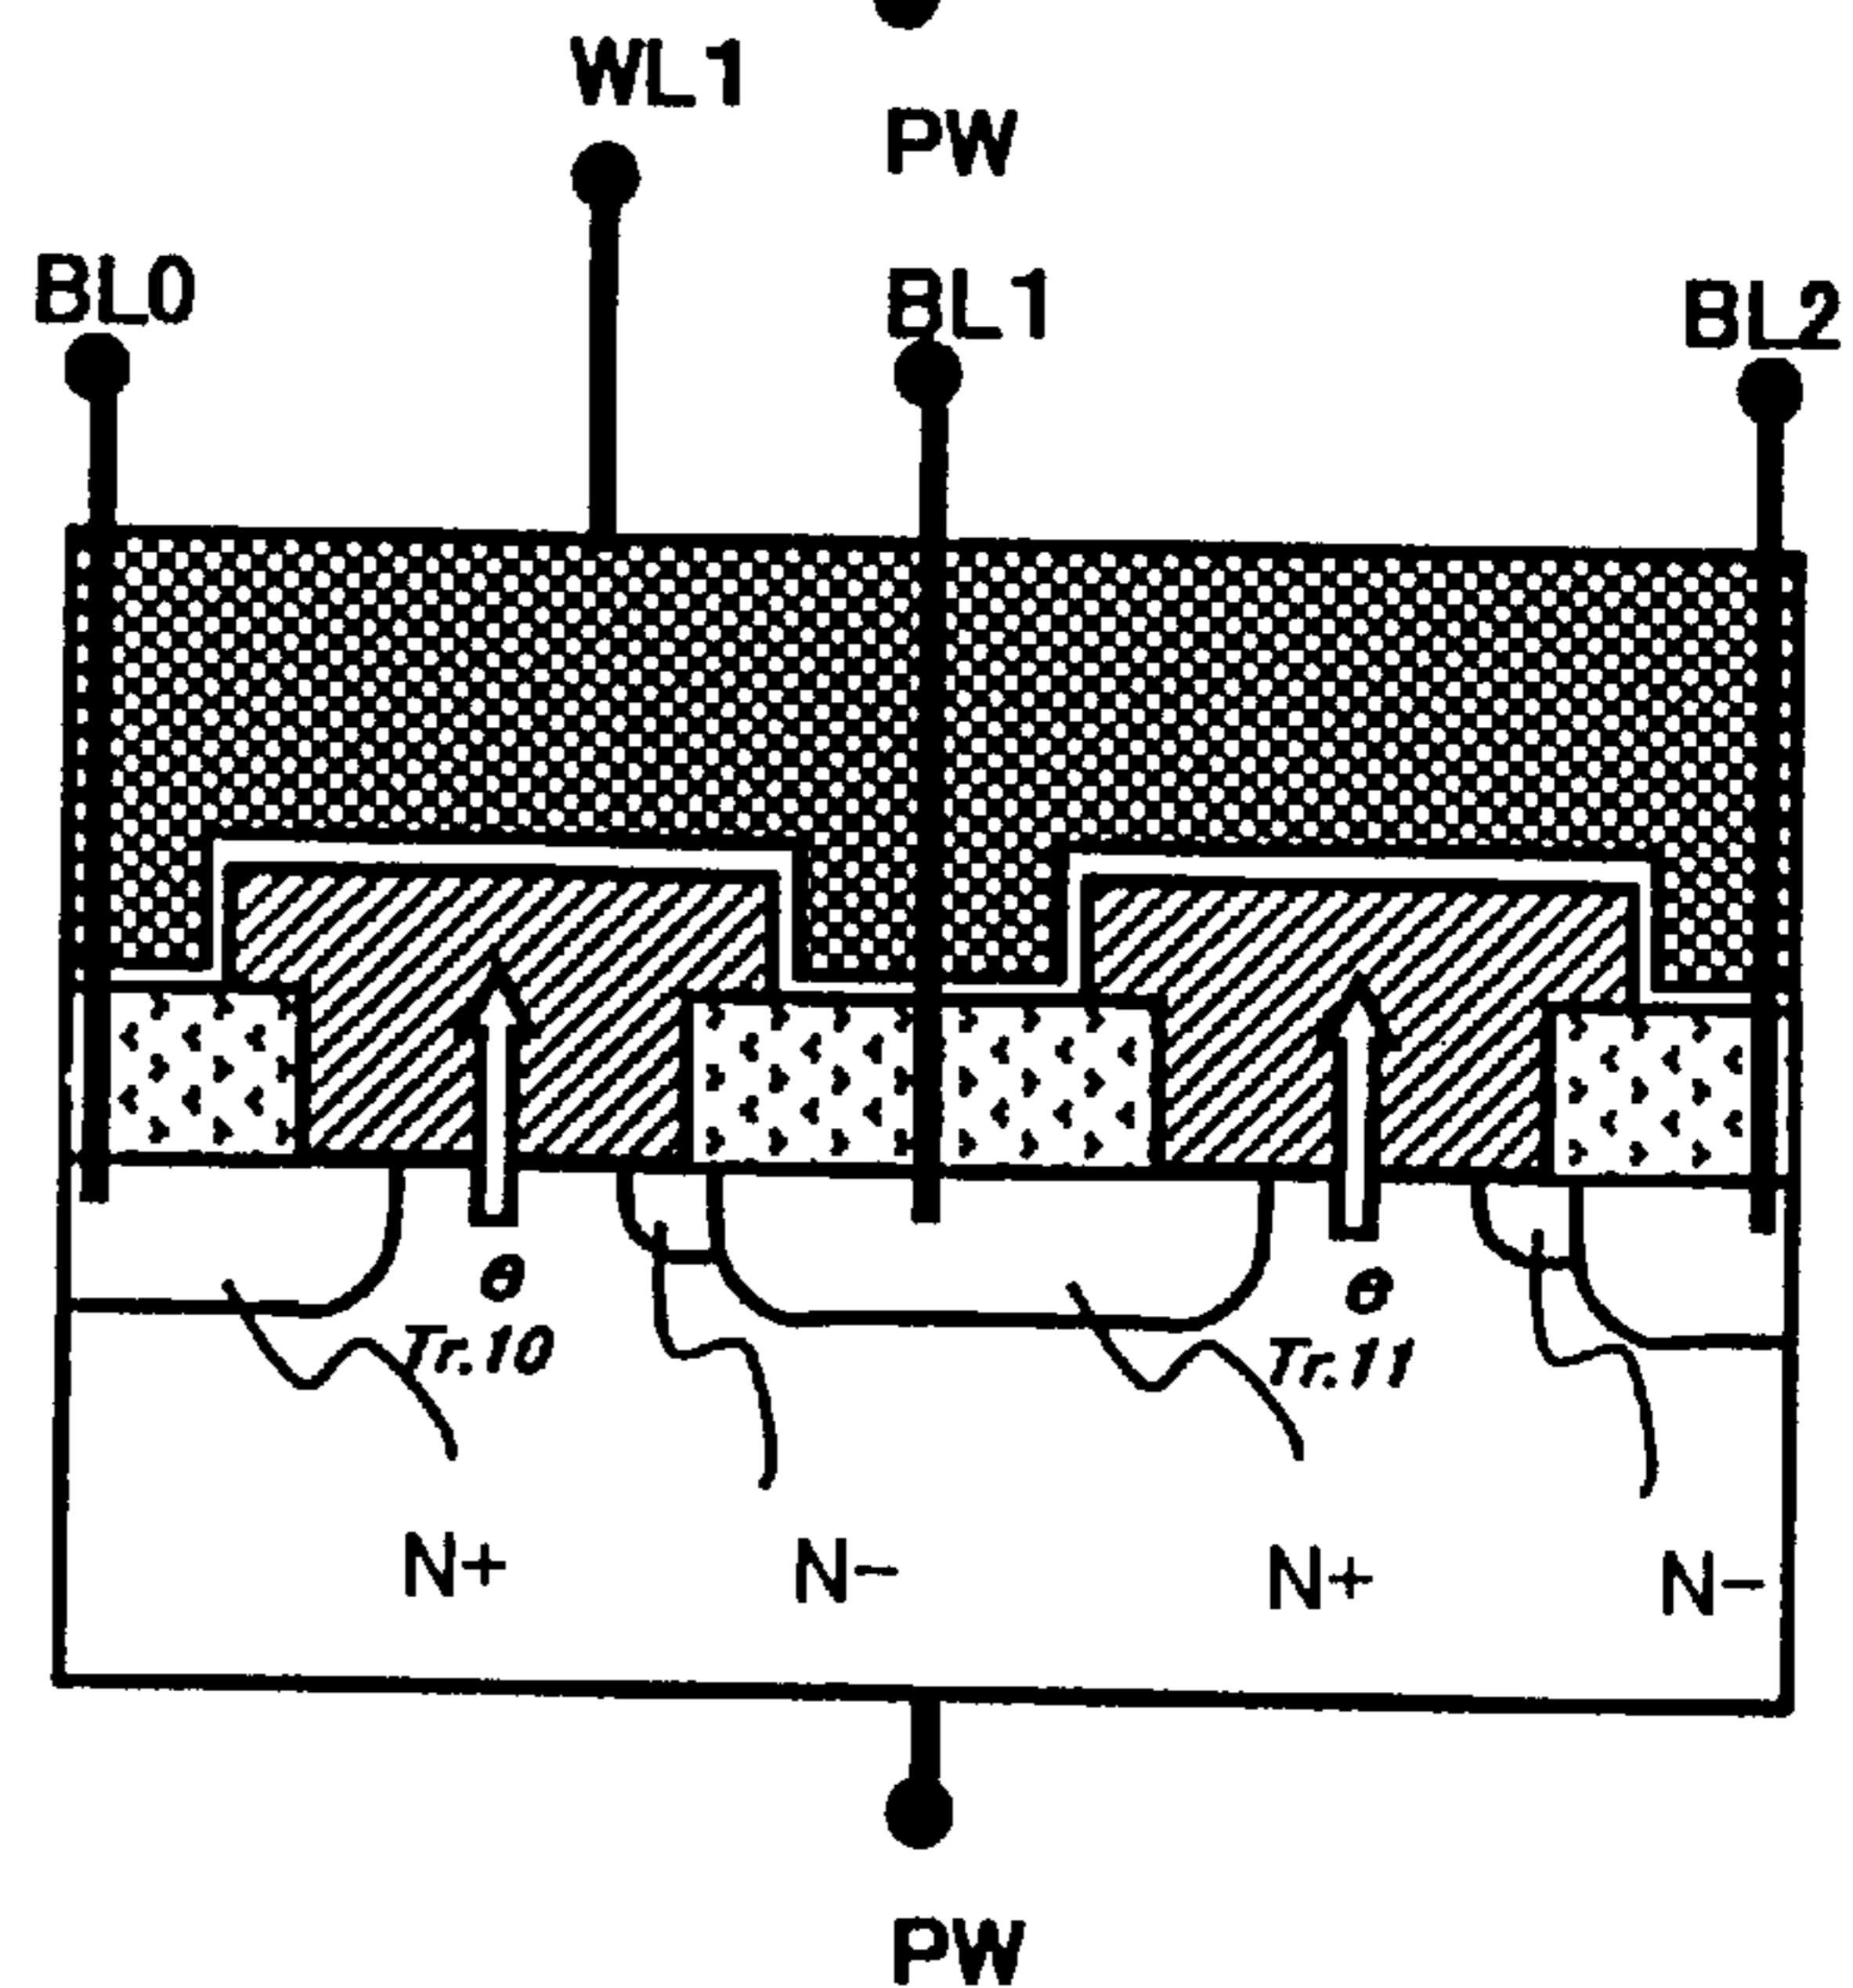 WL1
PW
BL0
BL1
BL2
Tr.10
Tr.11
N+
N-
N+
N-
PW